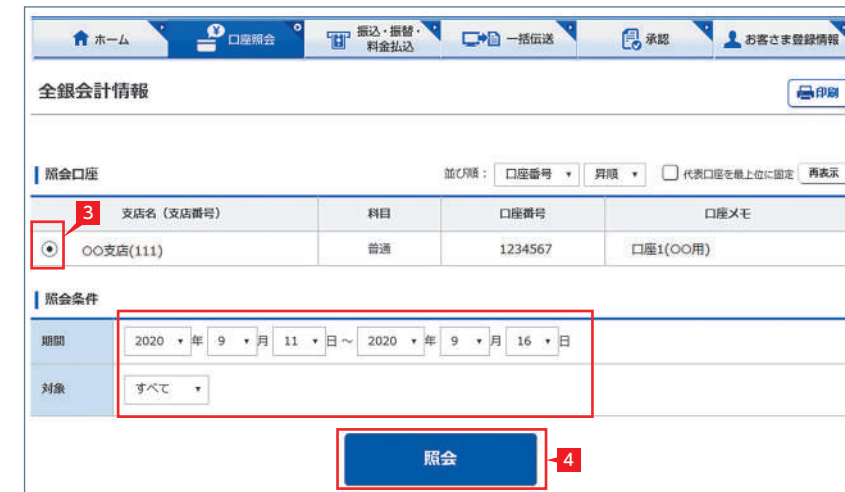 ホーム
口座照会
振込・振替・
料金払込
一括伝送
承認
お客さま登録情報
全銀会計情報
印刷
照会口座
並び順： 口座番号 昇順 代表口座を最上位に固定 再表示
3
支店名（支店番号） 科目 口座番号 口座メモ
○○支店(111) 普通 1234567 口座1(○○用)
照会条件
期間 2020 年 9 月 11 日 ～ 2020 年 9 月 16 日
対象 すべて
照会
4